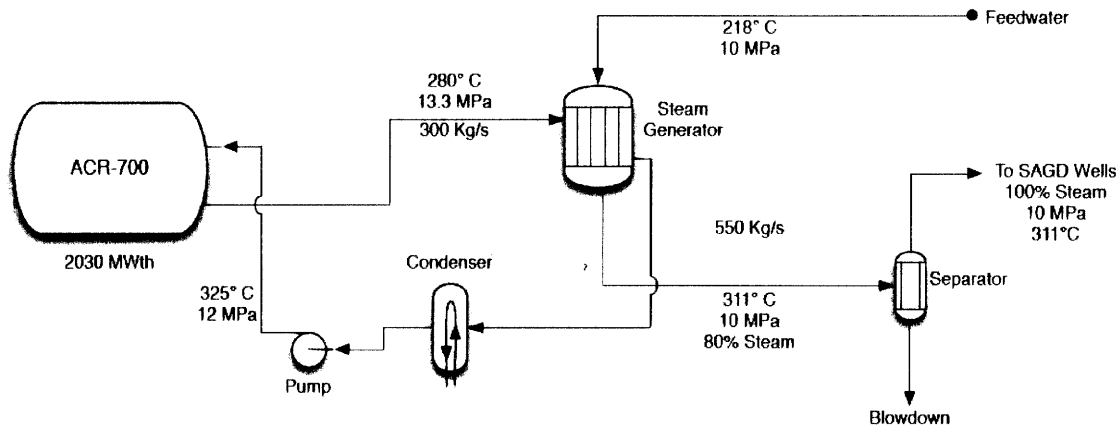 Feedwater
218° C
10 MPa
280° C
13.3 MPa
300 Kg/s
Steam
Generator
ACR-700
2030 MWth
To SAGD Wells
100% Steam
10 MPa
311°C
550 Kg/s
Condenser
Separator
325° C
12 MPa
311° C
10 MPa
80% Steam
Pump
Blowdown